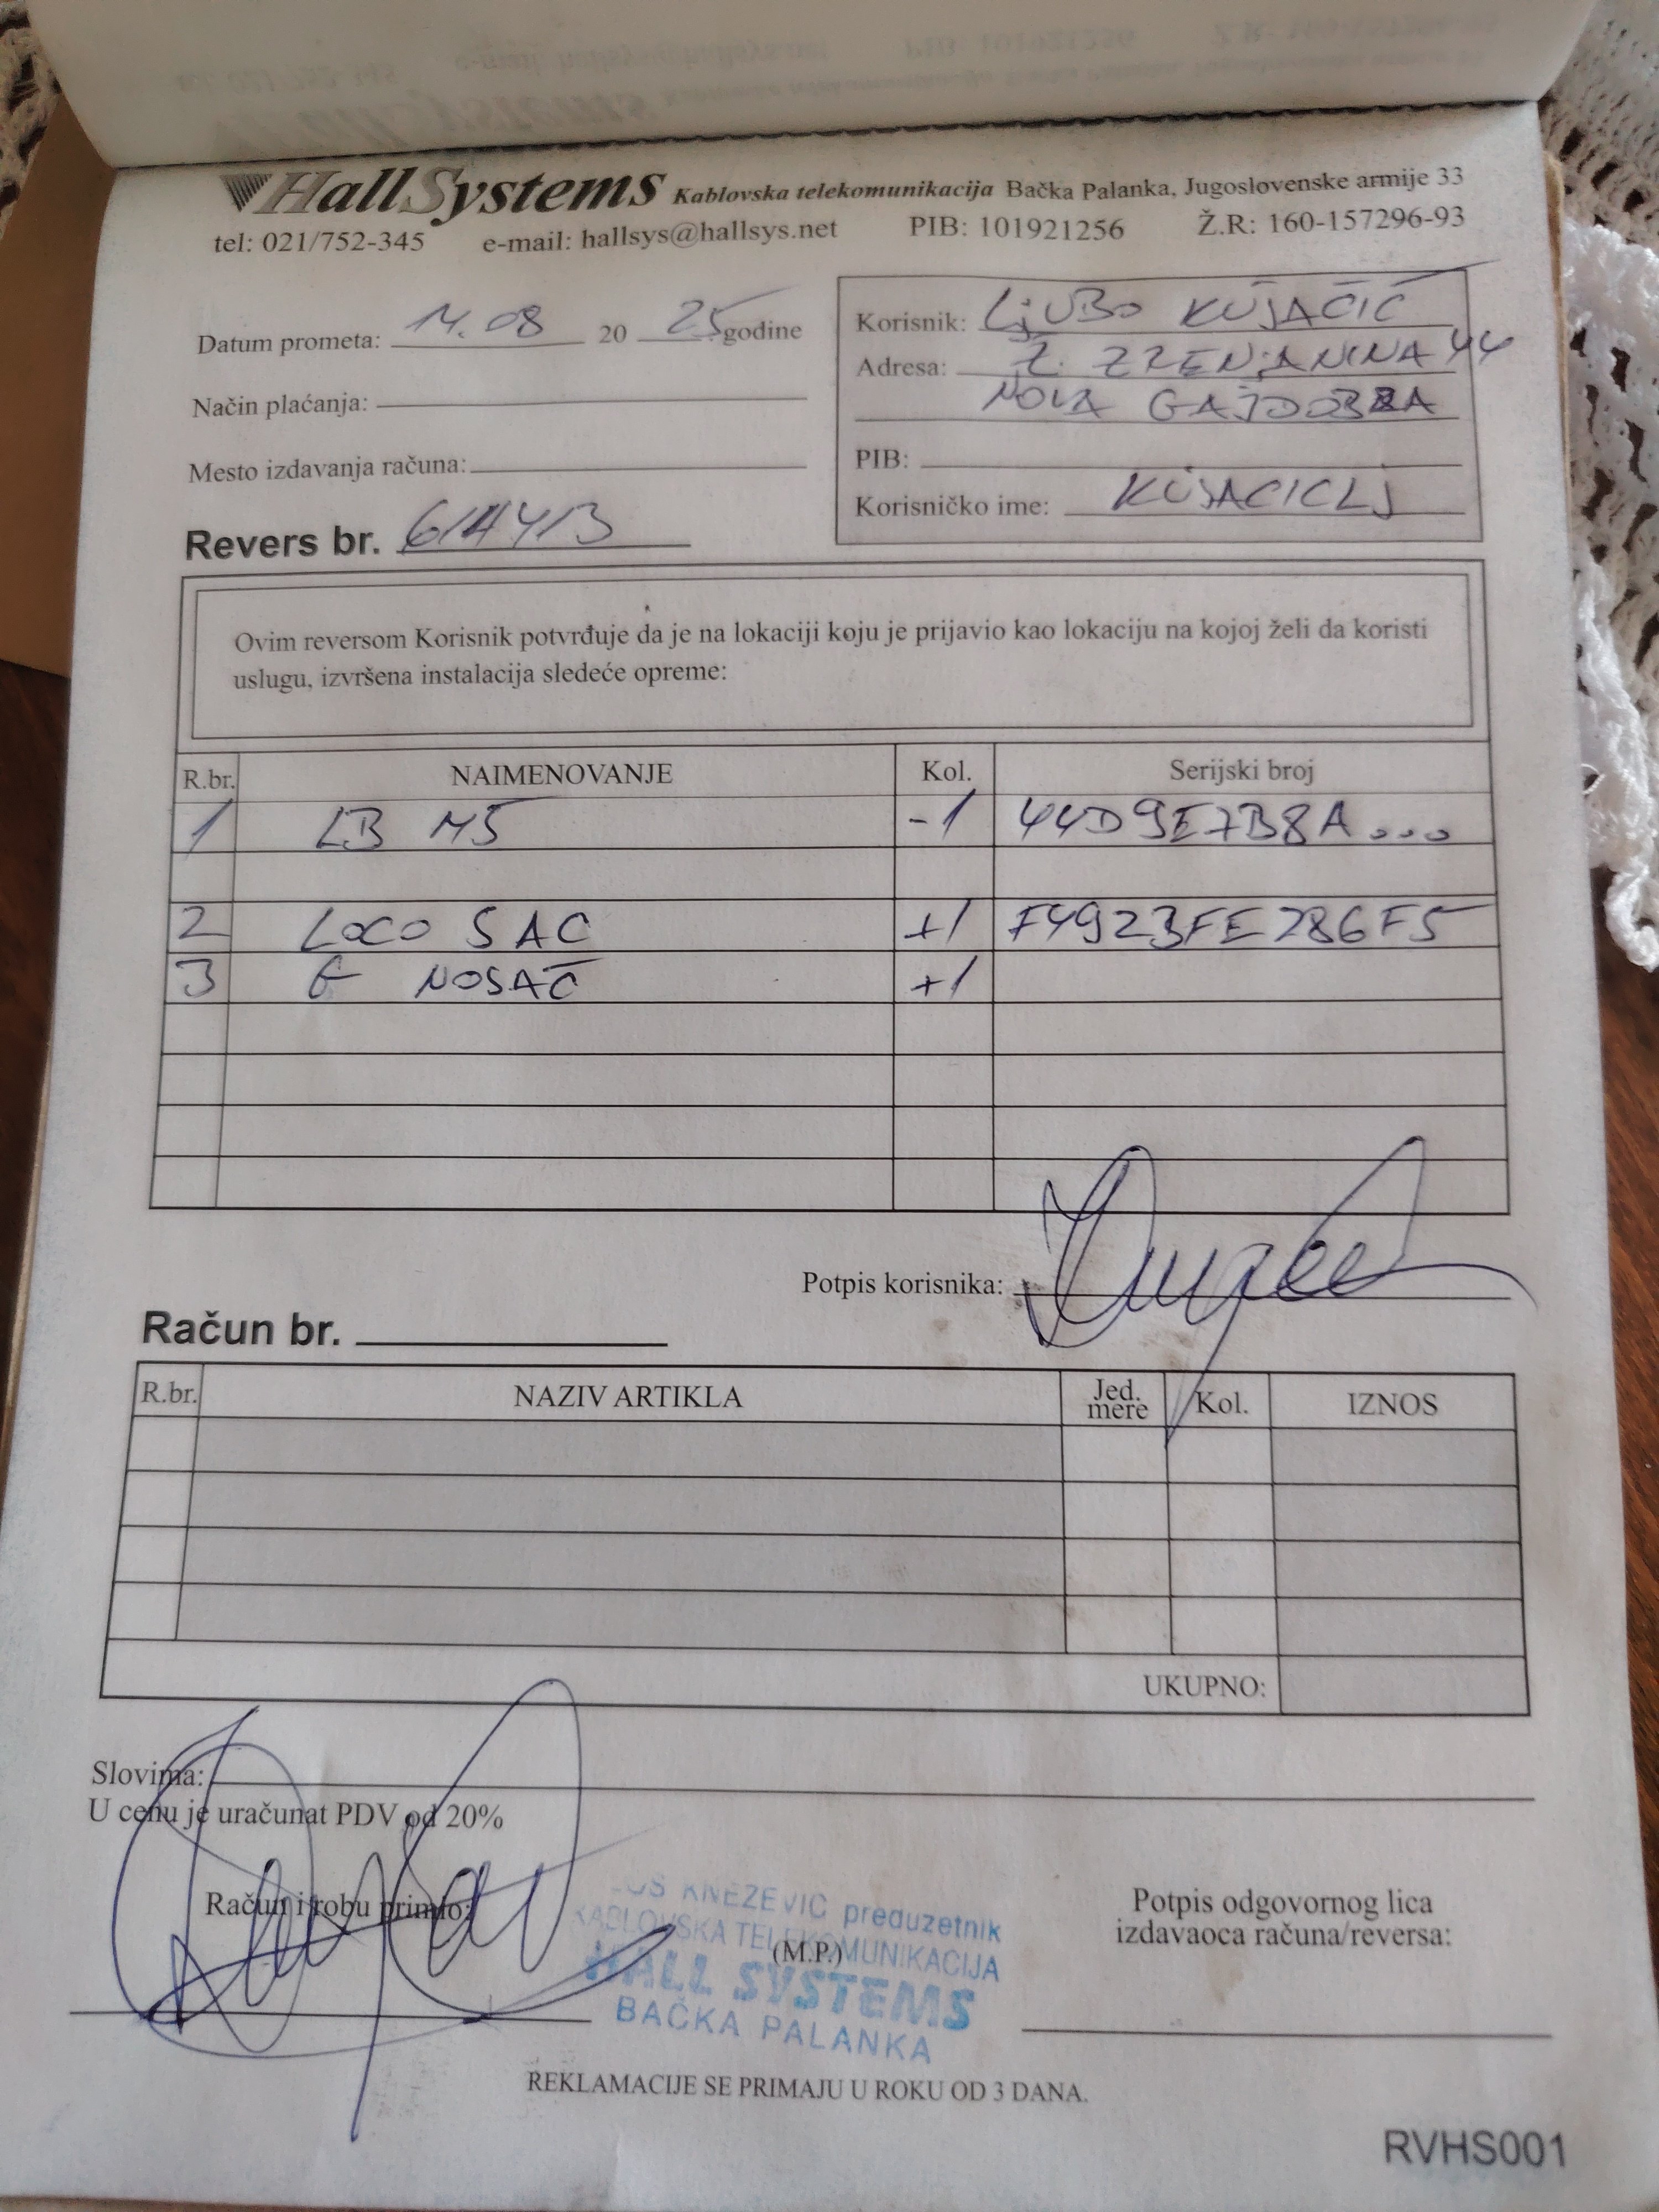 HallSystems Kablovska telekomunikacija Bačka Palanka, Jugoslovenske armije 33
tel: 021/752-345 e-mail: hallsys@hallsys.net PIB: 101921256 Ž.R: 160-157296-93
Datum prometa: 14.08 20 25 godine
Način plaćanja:
Mesto izdavanja računa:
Revers br. 6/144/3
Korisnik: LJUBO KUJAČIĆ
Adresa: Ž. ZRENJANINA 44
NOVA GAJDOBRA
PIB:
Korisničko ime: KUJACICLJ
Ovim reversom Korisnik potvrđuje da je na lokaciji koju je prijavio kao lokaciju na kojoj želi da koristi
uslugu, izvršena instalacija sledeće opreme:
R.br. NAIMENOVANJE Kol. Serijski broj
1 LB M5 -1 44D9E7B8A...
2 LOCO 5AC +1 F4923FE786F5
3 G NOSAČ +1
Potpis korisnika:
Račun br.
R.br. NAZIV ARTIKLA Jed. mere Kol. IZNOS
UKUPNO:
Slovima:
U cenu je uračunat PDV od 20%
Račun i robu primio:
KNEZEVIC preduzetnik
KABLOVSKA TELEKOMUNIKACIJA
(M.P.)
HALL SYSTEMS
BAČKA PALANKA
Potpis odgovornog lica
izdavaoca računa/reversa:
REKLAMACIJE SE PRIMAJU U ROKU OD 3 DANA.
RVHS001